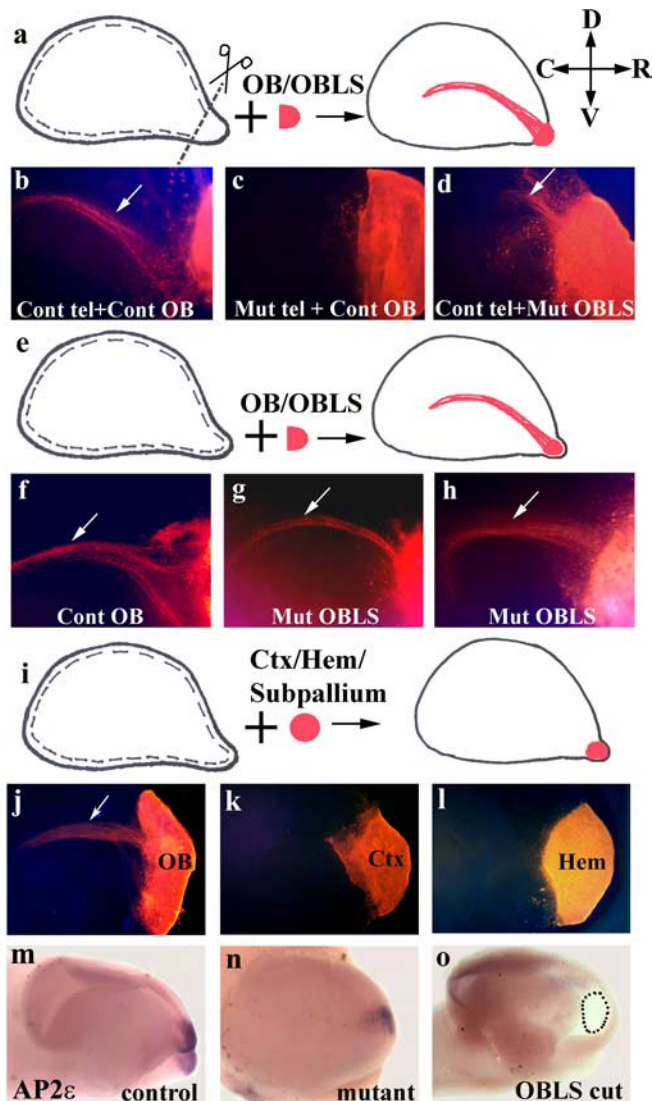 a
OB/OBLS
D
C R
V
b
Cont tel+Cont OB
c
Mut tel + Cont OB
d
Cont tel+Mut OBLS
e
OB/OBLS
f
Cont OB
g
Mut OBLS
h
Mut OBLS
i
Ctx/Hem/
Subpallium
j
OB
k
Ctx
l
Hem
m
AP2ε control
n
mutant
o
OBLS cut